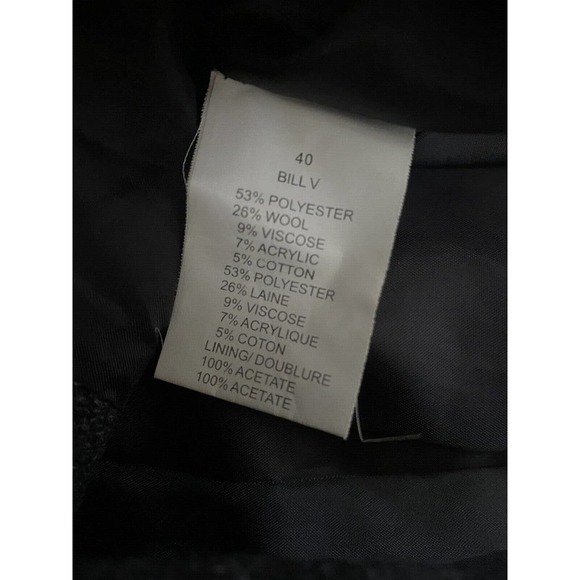 40
BILL V
53% POLYESTER
26% WOOL
9% VISCOSE
7% ACRYLIC
5% COTTON
53% POLYESTER
26% LAINE
9% VISCOSE
7% ACRYLIQUE
5% COTON
LINING/ DOUBLURE
100% ACETATE
100% ACETATE